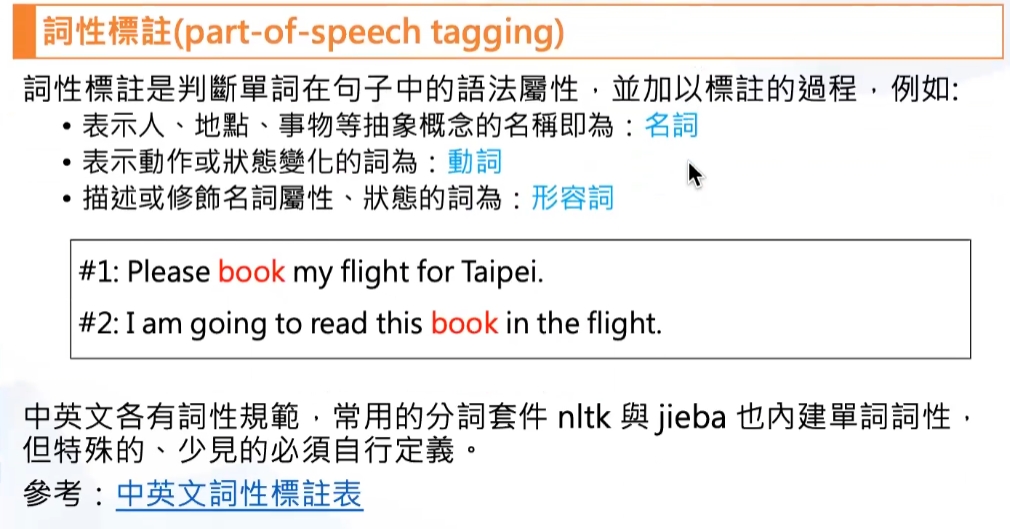 詞性標註(part-of-speech tagging)
詞性標註是判斷單詞在句子中的語法屬性，並加以標註的過程，例如:
• 表示人、地點、事物等抽象概念的名稱即為：名詞
• 表示動作或狀態變化的詞為：動詞
• 描述或修飾名詞屬性、狀態的詞為：形容詞
#1: Please book my flight for Taipei.
#2: I am going to read this book in the flight.
中英文各有詞性規範，常用的分詞套件 nltk 與 jieba 也內建單詞詞性，
但特殊的、少見的必須自行定義。
參考：中英文詞性標註表